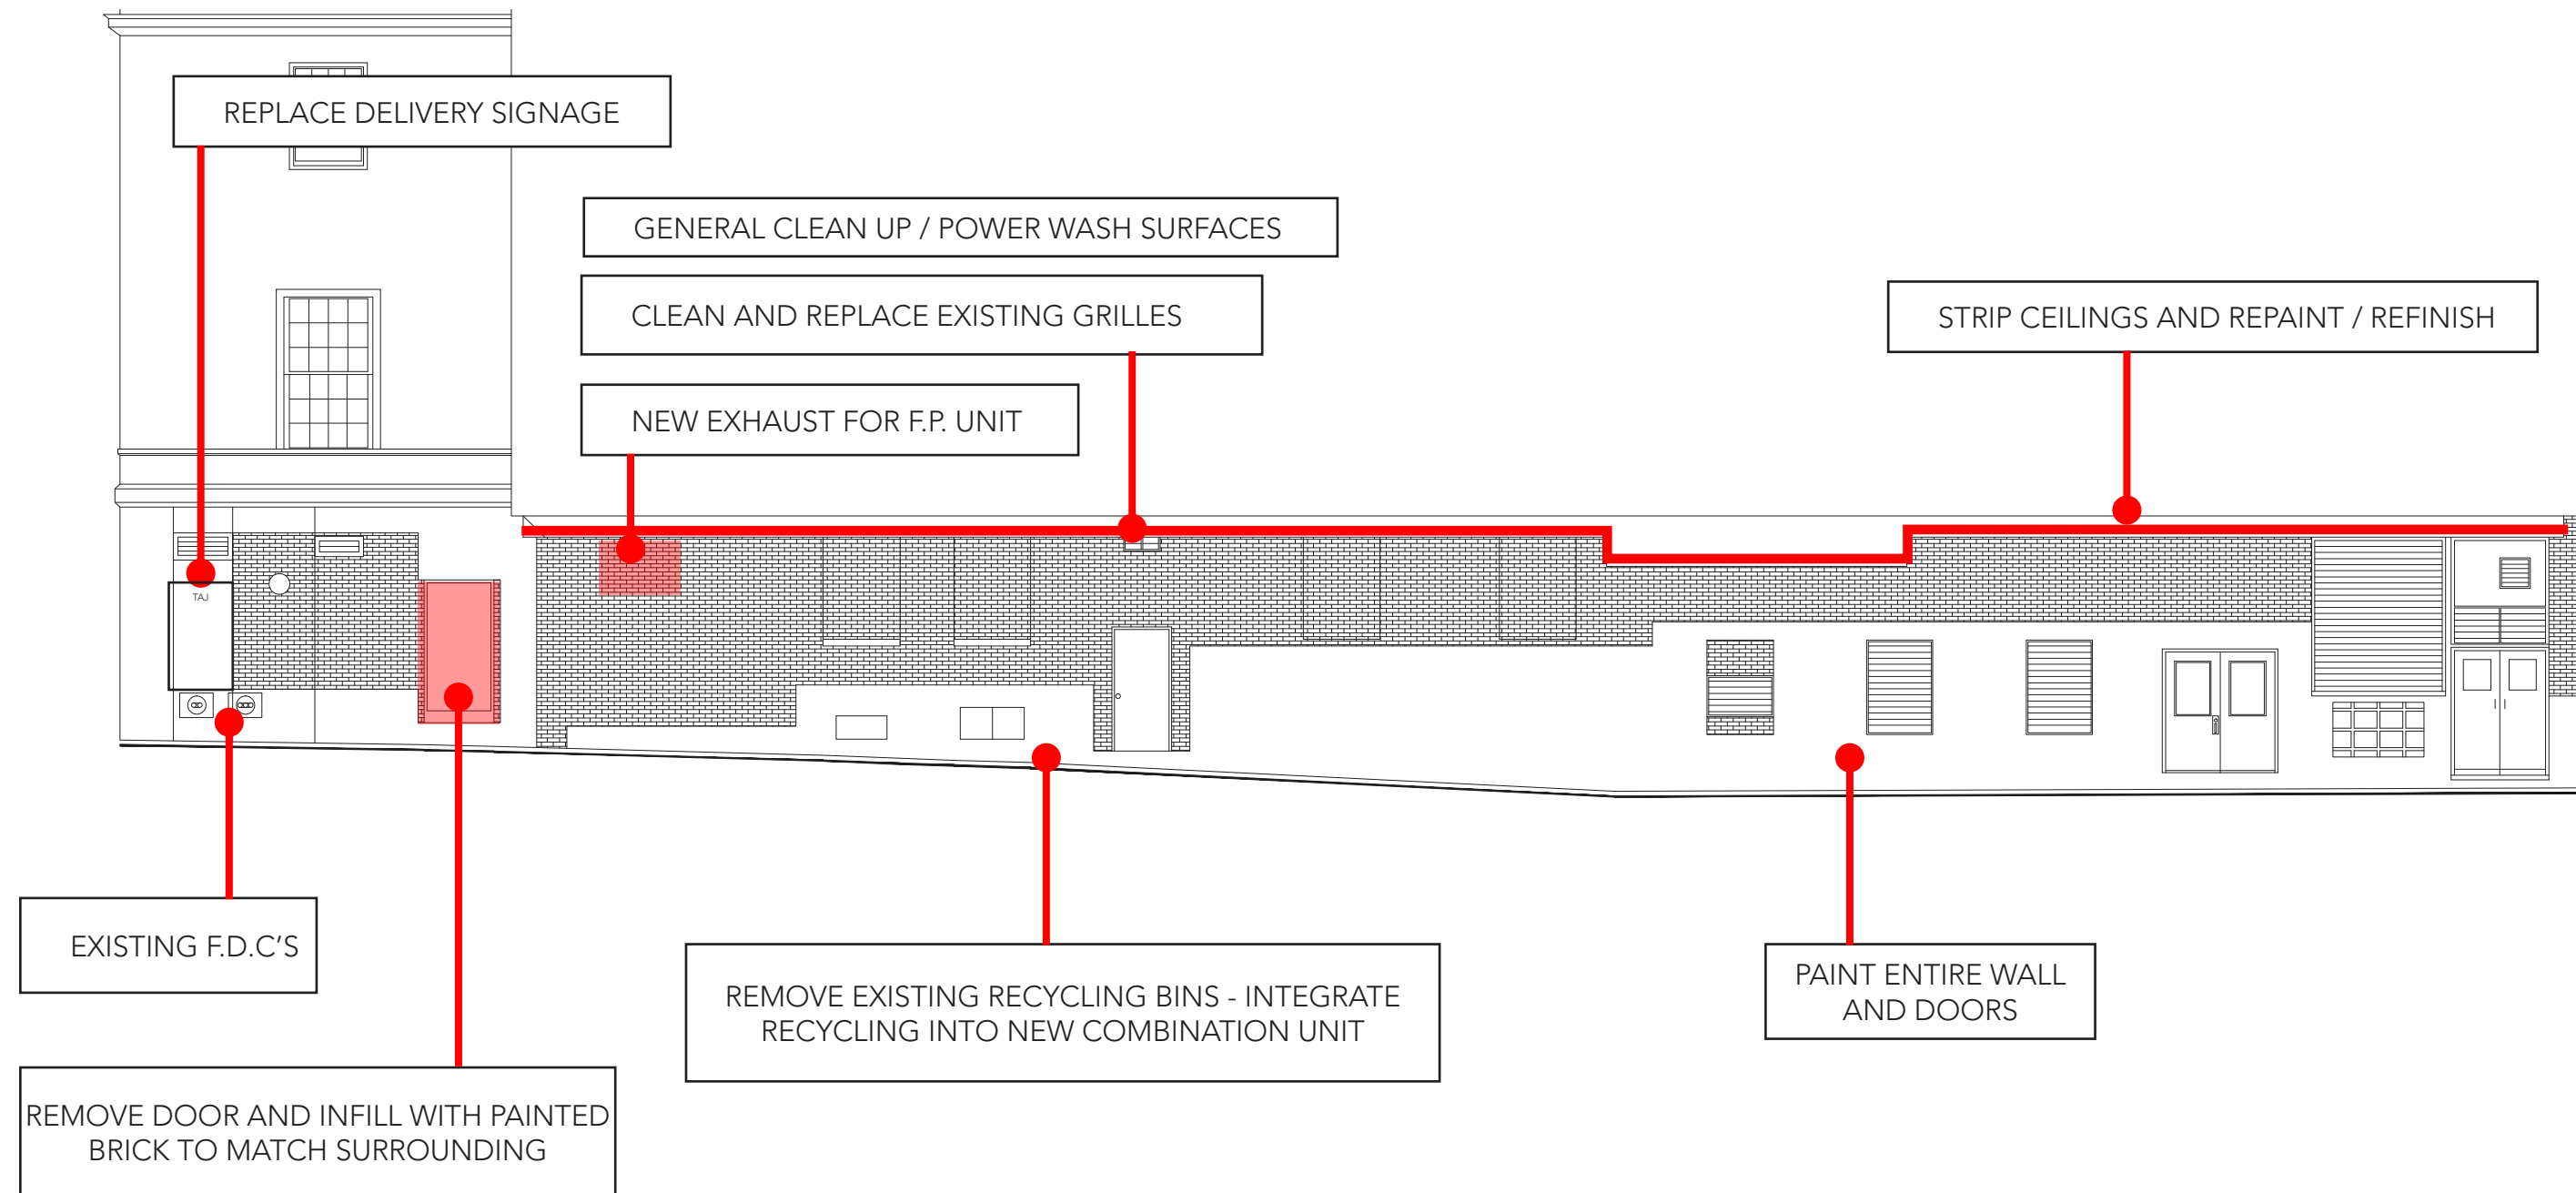 REPLACE DELIVERY SIGNAGE
GENERAL CLEAN UP / POWER WASH SURFACES
CLEAN AND REPLACE EXISTING GRILLES
STRIP CEILINGS AND REPAINT / REFINISH
NEW EXHAUST FOR F.P. UNIT
TAJ
EXISTING F.D.C'S
REMOVE EXISTING RECYCLING BINS - INTEGRATE
RECYCLING INTO NEW COMBINATION UNIT
PAINT ENTIRE WALL
AND DOORS
REMOVE DOOR AND INFILL WITH PAINTED
BRICK TO MATCH SURROUNDING